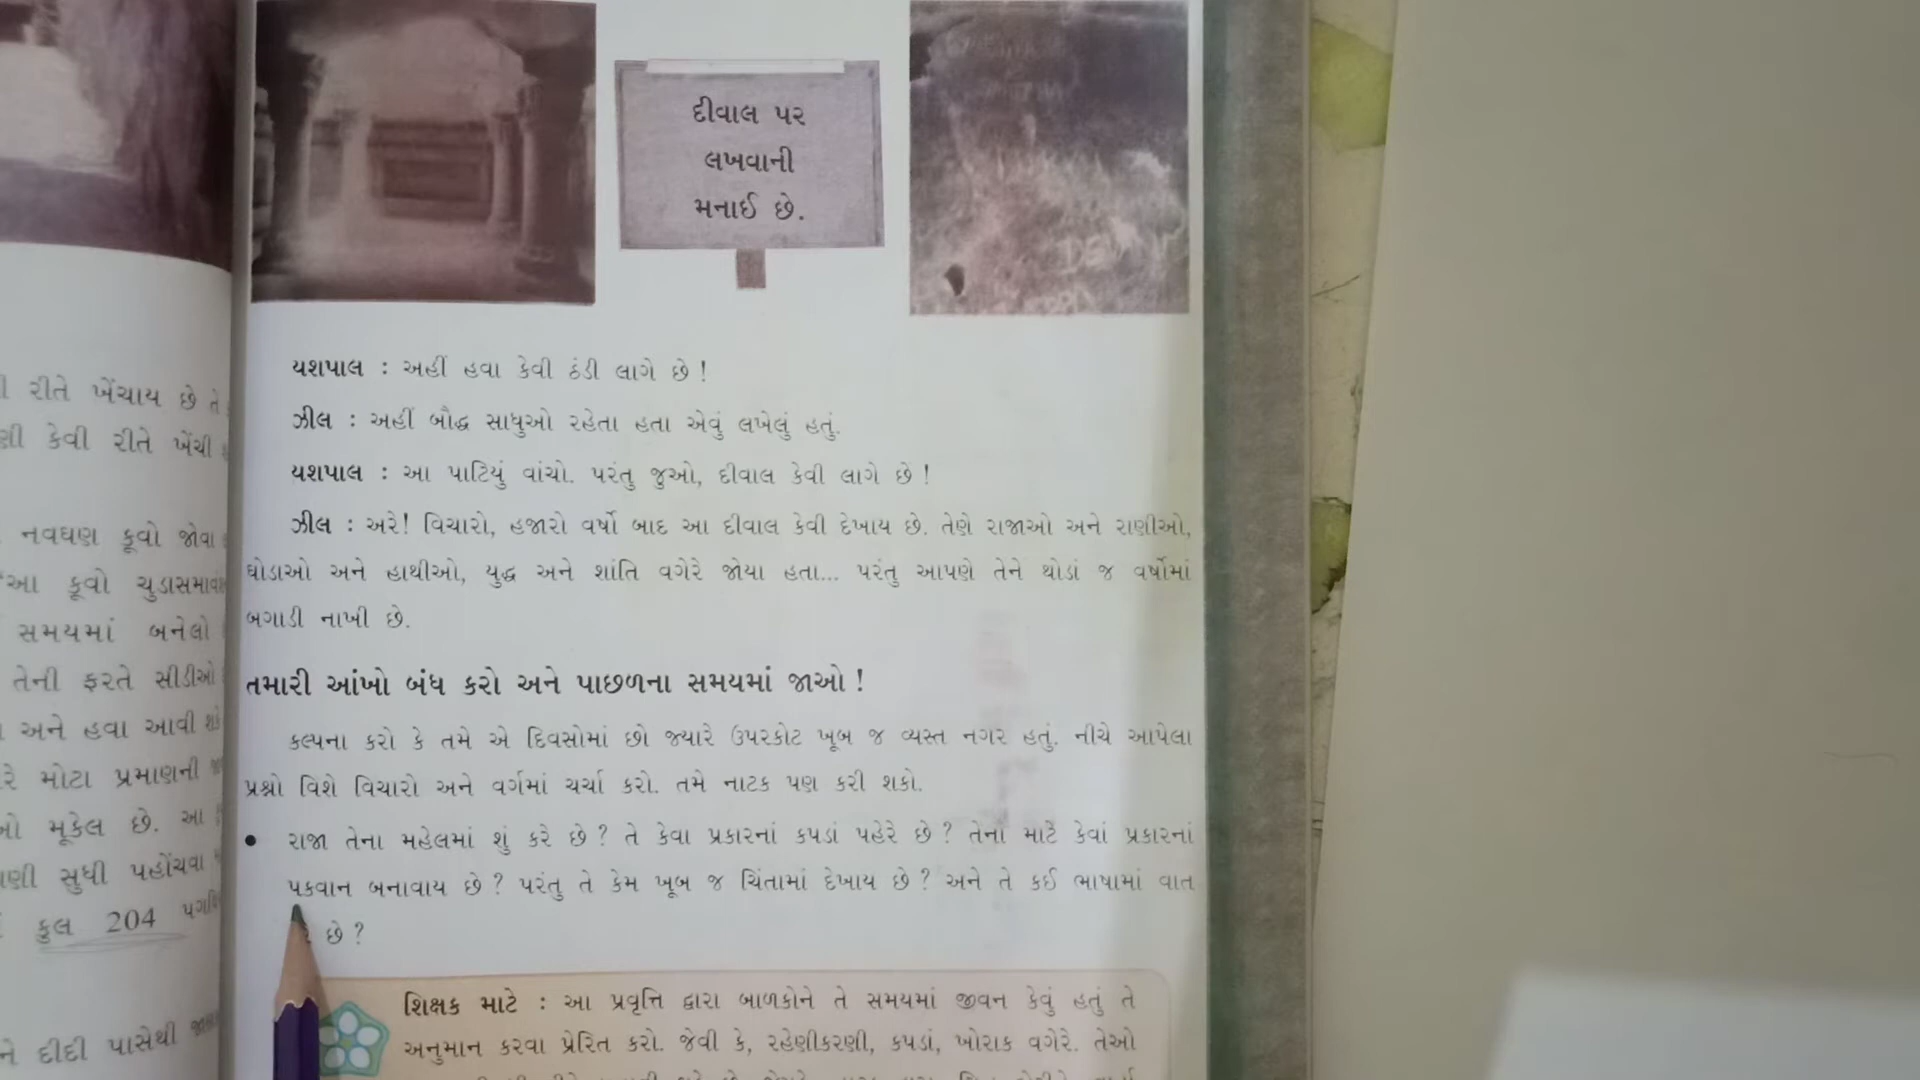 રીતે ખેંચાય છે તે
કેવી રીતે ખેંચી
નવઘણ કૂવો જોવા
આ કૂવો ચુડાસમાવંશ
સમયમાં બનેલો
તેની ફરતે સીડીઓ
અને હવા આવી શકે
મોટા પ્રમાણની
મૂકેલ છે. આ
સુધી પહોંચવા
કુલ 204
દીદી પાસેથી
દીવાલ પર
લખવાની
મનાઈ છે.
યશપાલ : અહીં હવા કેવી ઠંડી લાગે છે !
ઝીલ : અહીં બૌદ્ધ સાધુઓ રહેતા હતા એવું લખેલું હતું.
યશપાલ : આ પાટિયું વાંચો. પરંતુ જુઓ, દીવાલ કેવી લાગે છે !
ઝીલ : અરે! વિચારો, હજારો વર્ષો બાદ આ દીવાલ કેવી દેખાય છે. તેણે રાજાઓ અને રાણીઓ,
ઘોડાઓ અને હાથીઓ, યુદ્ધ અને શાંતિ વગેરે જોયા હતા... પરંતુ આપણે તેને થોડાં જ વર્ષોમાં
બગાડી નાખી છે.
તમારી આંખો બંધ કરો અને પાછળના સમયમાં જાઓ !
કલ્પના કરો કે તમે એ દિવસોમાં છો જ્યારે ઉપરકોટ ખૂબ જ વ્યસ્ત નગર હતું. નીચે આપેલા
પ્રશ્નો વિશે વિચારો અને વર્ગમાં ચર્ચા કરો. તમે નાટક પણ કરી શકો.
• રાજા તેના મહેલમાં શું કરે છે ? તે કેવા પ્રકારનાં કપડાં પહેરે છે ? તેના માટે કેવાં પ્રકારનાં
પકવાન બનાવાય છે ? પરંતુ તે કેમ ખૂબ જ ચિંતામાં દેખાય છે ? અને તે કઈ ભાષામાં વાત
છે ?
શિક્ષક માટે : આ પ્રવૃત્તિ દ્વારા બાળકોને તે સમયમાં જીવન કેવું હતું તે
અનુમાન કરવા પ્રેરિત કરો. જેવી કે, રહેણીકરણી, કપડાં, ખોરાક વગેરે. તેઓ